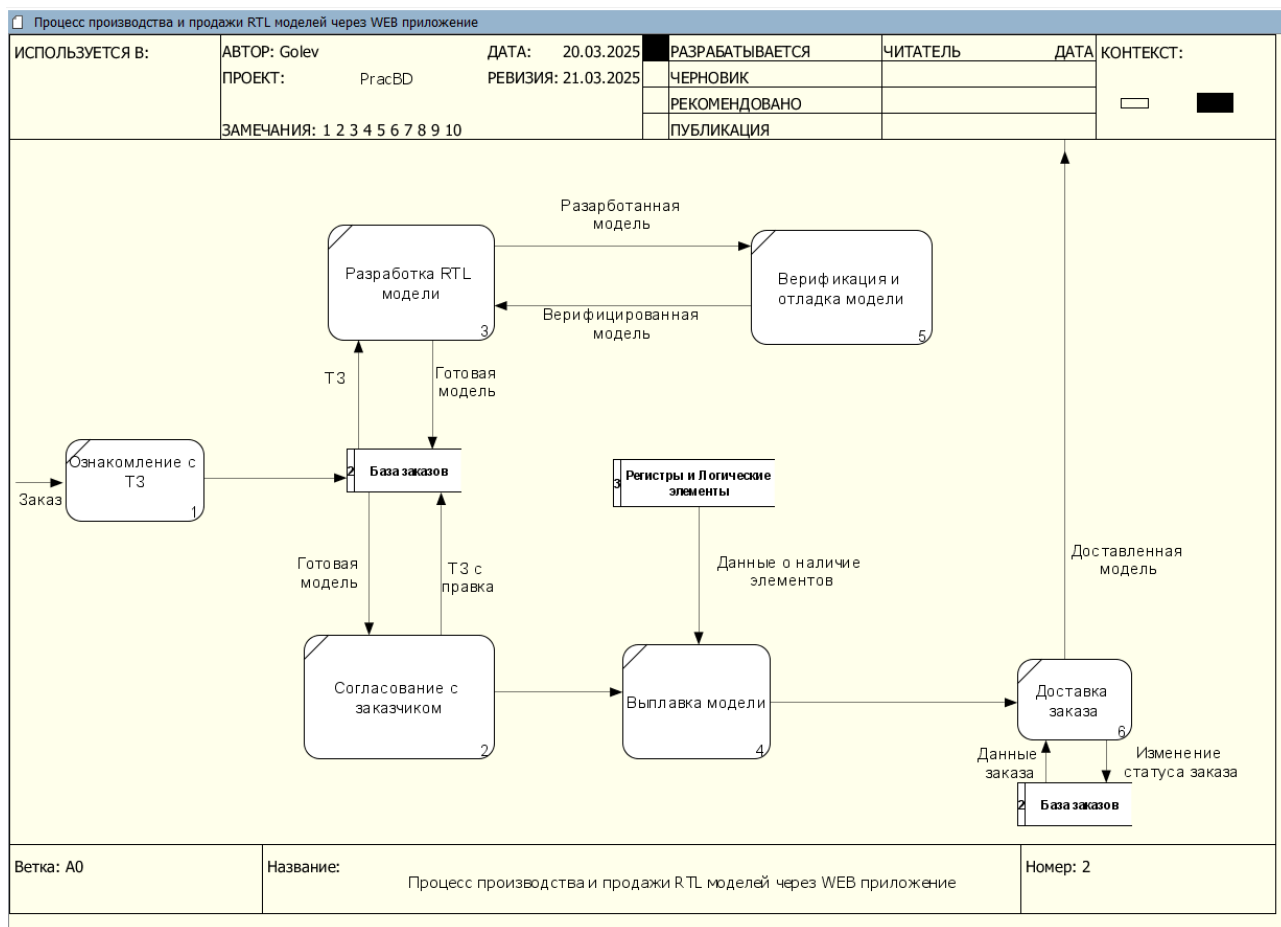 Процесс производства и продажи RTL моделей через WEB приложение
ИСПОЛЬЗУЕТСЯ В:
АВТОР: Golev
ДАТА: 20.03.2025
РАЗРАБАТЫВАЕТСЯ
ЧИТАТЕЛЬ
ДАТА
КОНТЕКСТ:
ПРОЕКТ: PracBD
РЕВИЗИЯ: 21.03.2025
ЧЕРНОВИК
РЕКОМЕНДОВАНО
ЗАМЕЧАНИЯ: 1 2 3 4 5 6 7 8 9 10
ПУБЛИКАЦИЯ
Разарботанная
модель
Разработка RTL
модели
3
Верификация и
отладка модели
5
Верифицированная
модель
ТЗ
Готовая
модель
Ознакомление с
ТЗ
1
Заказ
2
База заказов
3
Регистры и Логические
элементы
Готовая
модель
ТЗ с
правка
Данные о наличие
элементов
Доставленная
модель
Согласование с
заказчиком
2
Выплавка модели
4
Доставка
заказа
6
Данные
заказа
Изменение
статуса заказа
2
База заказов
Ветка: A0
Название:
Процесс производства и продажи RTL моделей через WEB приложение
Номер: 2